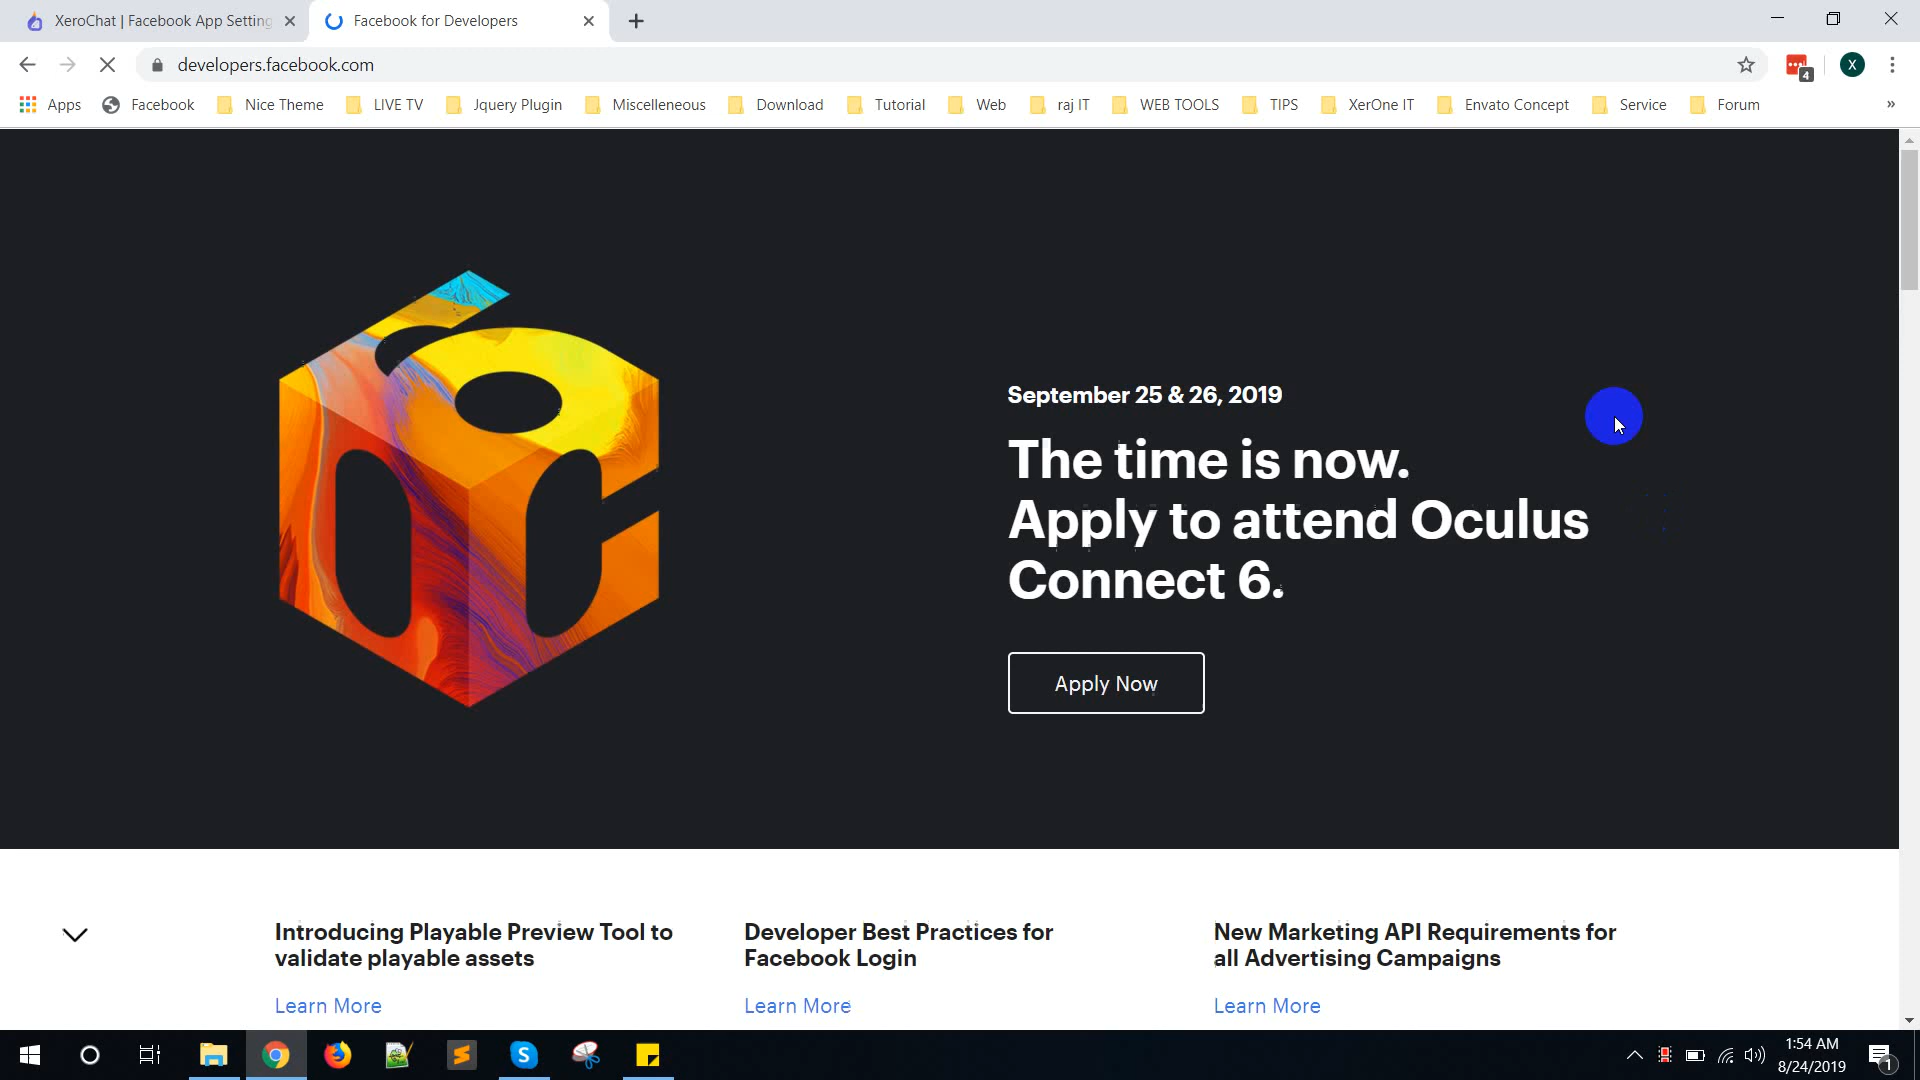 XeroChat | Facebook App Setting
Facebook for Developers
developers.facebook.com
4
X
Apps
Facebook
Nice Theme
LIVE TV
Jquery Plugin
Miscelleneous
Download
Tutorial
Web
raj IT
WEB TOOLS
TIPS
XerOne IT
Envato Concept
Service
Forum
»
September 25 & 26, 2019
The time is now.
Apply to attend Oculus
Connect 6.
Apply Now
Introducing Playable Preview Tool to
validate playable assets
Learn More
Developer Best Practices for
Facebook Login
Learn More
New Marketing API Requirements for
all Advertising Campaigns
Learn More
1:54 AM
8/24/2019
1